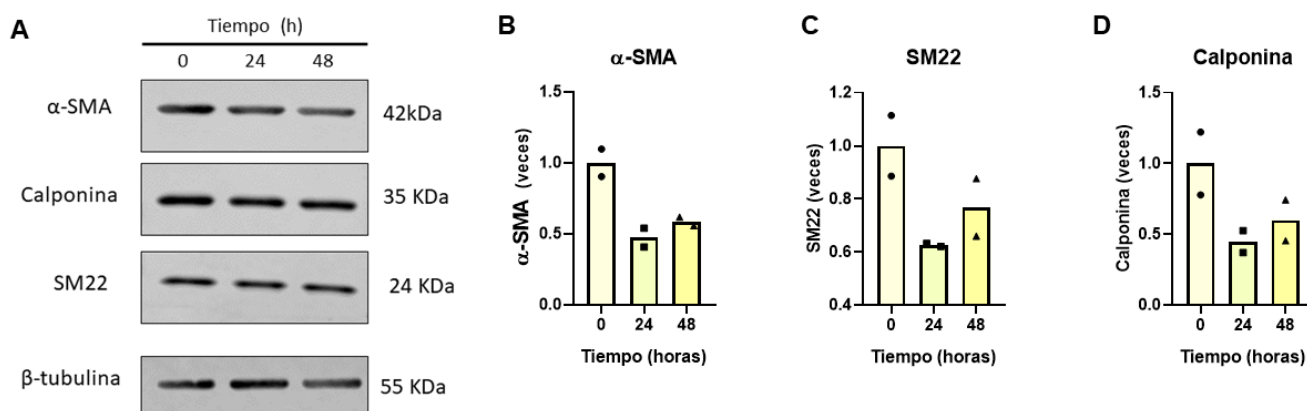 A
Tiempo (h)
0 24 48
α-SMA 42kDa
Calponina 35 KDa
SM22 24 KDa
β-tubulina 55 KDa
B
α-SMA
α-SMA (veces)
1.5
1.0
0.5
0.0
0 24 48
Tiempo (horas)
C
SM22
SM22 (veces)
1.2
1.0
0.8
0.6
0.4
0 24 48
Tiempo (horas)
D
Calponina
Calponina (veces)
1.5
1.0
0.5
0.0
0 24 48
Tiempo (horas)